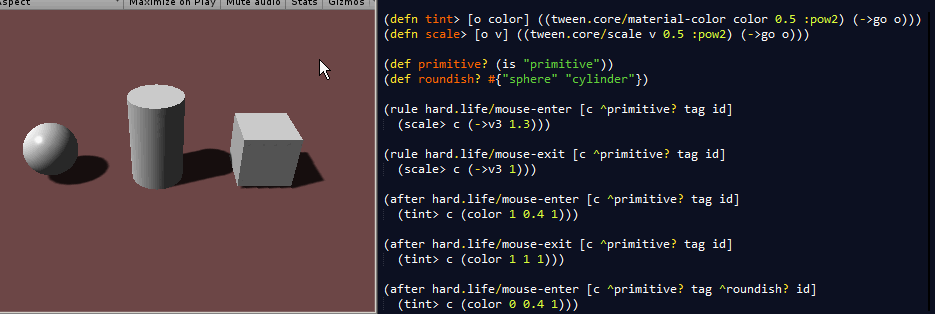 Aspect Maximize on Play Mute audio Stats Gizmos
(defn tint> [o color] ((tween.core/material-color color 0.5 :pow2) (->go o)))
(defn scale> [o v] ((tween.core/scale v 0.5 :pow2) (->go o)))
(def primitive? (is "primitive"))
(def roundish? #{"sphere" "cylinder"})
(rule hard.life/mouse-enter [c ^primitive? tag id]
(scale> c (->v3 1.3)))
(rule hard.life/mouse-exit [c ^primitive? tag id]
(scale> c (->v3 1)))
(after hard.life/mouse-enter [c ^primitive? tag id]
(tint> c (color 1 0.4 1)))
(after hard.life/mouse-exit [c ^primitive? tag id]
(tint> c (color 1 1 1)))
(after hard.life/mouse-enter [c ^primitive? tag ^roundish? id]
(tint> c (color 0 0.4 1)))